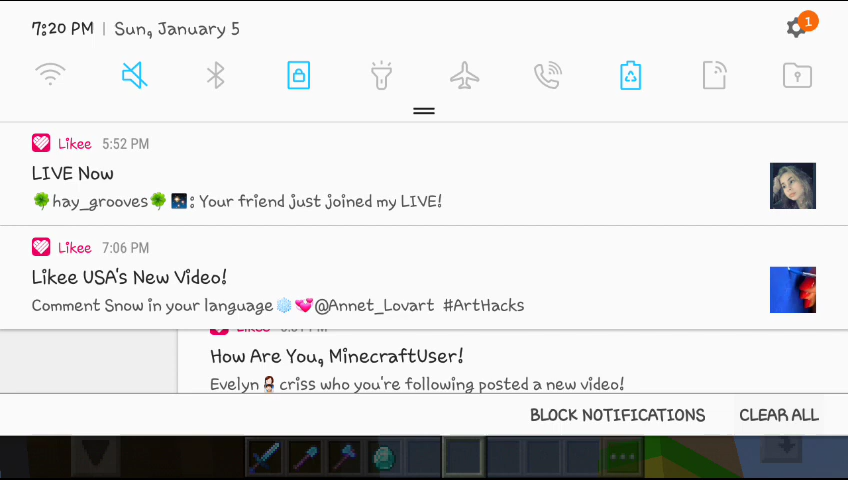 7:20 PM | Sun, January 5
1
Likee 5:52 PM
LIVE Now
🍀hay_grooves🍀🌃: Your friend just joined my LIVE!
Likee 7:06 PM
Likee USA's New Video!
Comment Snow in your language❄️💞@Annet_Lovart #ArtHacks
How Are You, MinecraftUser!
Evelyn criss who you're following posted a new video!
BLOCK NOTIFICATIONS CLEAR ALL